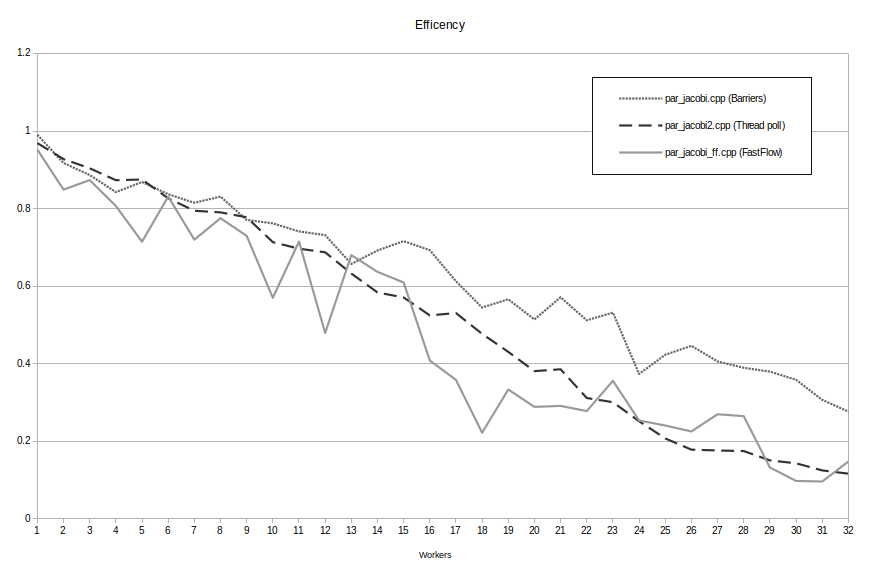 Efficency
1.2
1
0.8
0.6
0.4
0.2
0
par_jacobi.cpp (Barriers)
par_jacobi2.cpp (Thread poll)
par_jacobi_ff.cpp (FastFlow)
1 2 3 4 5 6 7 8 9 10 11 12 13 14 15 16 17 18 19 20 21 22 23 24 25 26 27 28 29 30 31 32
Workers